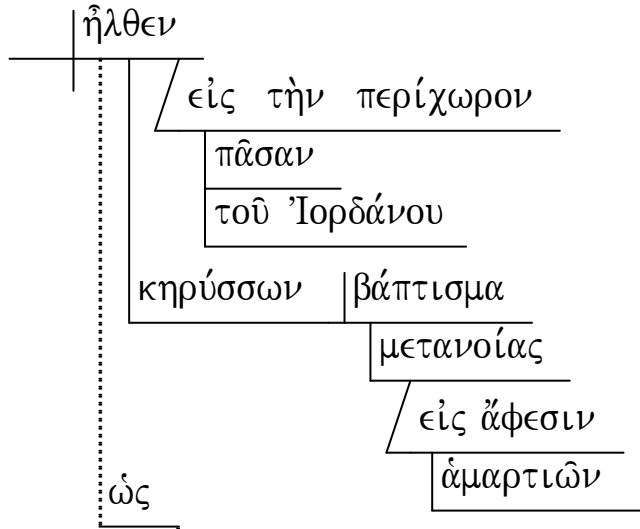 ἦλθεν
εἰς τὴν περίχωρον
πᾶσαν
τοῦ Ἰορδάνου
κηρύσσων βάπτισμα
μετανοίας
εἰς ἄφεσιν
ἁμαρτιῶν
ὡς